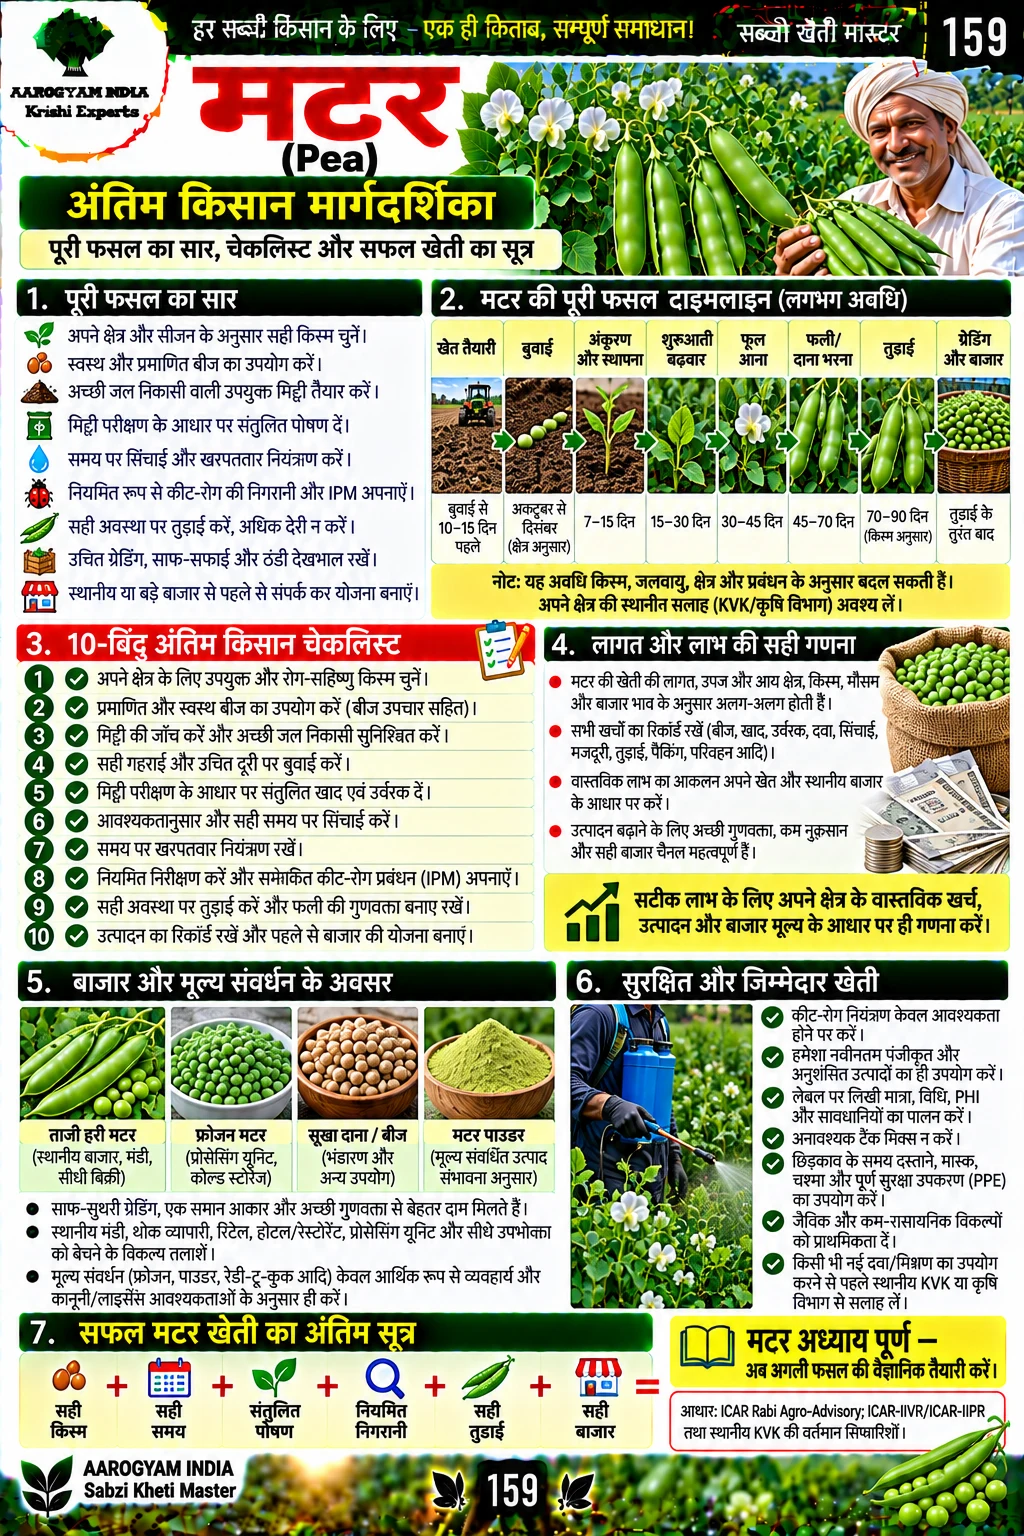 हर सब्जी किसान के लिए – एक ही किताब, सम्पूर्ण समाधान!
सब्जी खेती मास्टर
159
AAROGYAM INDIA
Krishi Experts
मटर
(Pea)
अंतिम किसान मार्गदर्शिका
पूरी फसल का सार, चेकलिस्ट और सफल खेती का सूत्र
1. पूरी फसल का सार
अपने क्षेत्र और सीजन के अनुसार सही किस्म चुनें।
स्वस्थ और प्रमाणित बीज का उपयोग करें।
अच्छी जल निकासी वाली उपयुक्त मिट्टी तैयार करें।
मिट्टी परीक्षण के आधार पर संतुलित पोषण दें।
समय पर सिंचाई और खरपततार नियंत्रण करें।
नियमित रूप से कीट-रोग की निगरानी और IPM अपनाएँ।
सही अवस्था पर तुड़ाई करें, अधिक देरी न करें।
उचित ग्रेडिंग, साफ-सफाई और ठंडी देखभाल रखें।
स्थानीय या बड़े बाजार से पहले से संपर्क कर योजना बनाएं।
2. मटर की पूरी फसल टाइमलाइन (लगभग अवधि)
खेत तैयारी
बुवाई
अंकुरण
और स्थापना
शुरुआती
बढ़वार
फूल
आना
फली/
दाना भरना
तुड़ाई
ग्रेडिंग
और बाजार
बुवाई से
10–15 दिन
पहले
अक्टूबर से
दिसंबर
(क्षेत्र अनुसार)
7–15 दिन
15–30 दिन
30–45 दिन
45–70 दिन
70–90 दिन
(किस्म अनुसार)
तुडाई के
तुरंत बाद
नोट: यह अवधि किस्म, जलवायु, क्षेत्र और प्रबंधन के अनुसार बदल सकती हैं।
अपने क्षेत्र की स्थानीत सलाह (KVK/कृषि विभाग) अवश्य लें।
3. 10-बिंदु अंतिम किसान चेकलिस्ट
1 अपने क्षेत्र के लिए उपयुक्त और रोग-सहिष्णु किस्म चुनें।
2 प्रमाणित और स्वस्थ बीज का उपयोग करें (बीज उपचार सहित)।
3 मिट्टी की जाँच करें और अच्छी जल निकासी सुनिश्चित करें।
4 सही गहराई और उचित दूरी पर बुवाई करें।
5 मिट्टी परीक्षण के आधार पर संतुलित खाद एवं उर्वरक दें।
6 आवश्यकतानुसार और सही समय पर सिंचाई करें।
7 समय पर खरपतवार नियंत्रण रखें।
8 नियमित निरीक्षण करें और कीट-रोग प्रबंधन (IPM) अपनाएँ।
9 सही अवस्था पर तुड़ाई करें और फली की गुणवत्ता बनाए रखें।
10 उत्पादन का रिकॉर्ड रखें और पहले से बाजार की योजना बनाएं।
4. लागत और लाभ की सही गणना
मटर की खेती की लागत, उपज और आय क्षेत्र, किस्म, मौसम
और बाजार भाव के अनुसार अलग-अलग होती हैं।
सभी खर्चों का रिकॉर्ड रखें (बीज, खाद, उर्वरक, दवा, सिंचाई,
मजदूरी, तुड़ाई, पैकिंग, परिवहन आदि)।
वास्तविक लाभ का आकलन अपने खेत और स्थानीय बाजार
के आधार पर करें।
उत्पादन बढ़ाने के लिए अच्छी गुणवत्ता, कम नुक़सान
और सही बाजार चैनल महत्वपूर्ण हैं।
सटीक लाभ के लिए अपने क्षेत्र के वास्तविक खर्च,
उत्पादन और बाजार मूल्य के आधार पर ही गणना करें।
5. बाजार और मूल्य संवर्धन के अवसर
ताजी हरी मटर
(स्थानीय बाजार, मंडी,
सीधी बिक्री)
फ्रोजन मटर
(प्रोसेसिंग यूनिट,
कोल्ड स्टोरेज)
सूखा दाना / बीज
(भंडारण और
अन्य उपयोग)
मटर पाउडर
(मूल्य संवर्धित उत्पाद
संभावना अनुसार)
साफ-सुथरी ग्रेडिंग, एक समान आकार और अच्छी गुणवत्ता से बेहतर दाम मिलते हैं।
स्थानीय मंडी, थोक व्यापारी, रिटेल, होटल/रेस्टोरेंट, प्रोसेसिंग यूनिट और सीधे उपभोक्ता
को बेचने के विकल्प तलाशें।
मूल्य संवर्धन (फ्रोजन, पाउडर, रेडी-टू-कुक आदि) केवल आर्थिक रूप से व्यवहार्य और
कानूनी/लाइसेंस आवश्यकताओं के अनुसार ही करें।
6. सुरक्षित और जिम्मेदार खेती
कीट-रोग नियंत्रण केवल आवश्यकता
होने पर करें।
हमेशा नवीनतम पंजीकृत और
अनुशंसित उत्पादों का ही उपयोग करें।
लेबल पर लिखी मात्रा, विधि, PHI
और सावधानियों का पालन करें।
अनावश्यक टैंक मिक्स न करें।
छिड़काव के समय दस्ताने, मास्क,
चश्मा और पूर्ण सुरक्षा उपकरण (PPE)
का उपयोग करें।
जैविक और कम-रासायनिक विकल्पों
को प्राथमिकता दें।
किसी भी नई दवा/मिश्रण का उपयोग
करने से पहले स्थानीय KVK या कृषि
विभाग से सलाह लें।
7. सफल मटर खेती का अंतिम सूत्र
सही
किस्म
+
सही
समय
+
संतुलित
पोषण
+
नियमित
निगरानी
+
सही
तुडाई
+
सही
बाजार
=
मटर अध्याय पूर्ण –
अब अगली फसल की वैज्ञानिक तैयारी करें।
आधार: ICAR Rabi Agro-Advisory; ICAR-IIVR/ICAR-IIPR
तथा स्थानीय KVK की वर्तमान सिफारिशें।
AAROGYAM INDIA
Sabzi Kheti Master
159